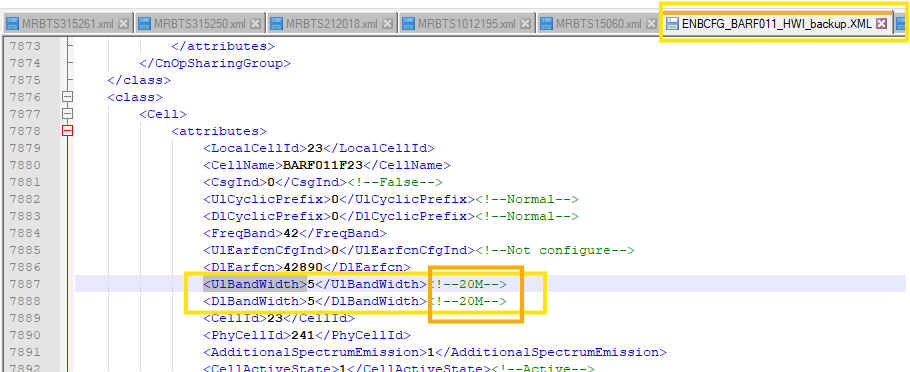 MRBTS315261.xml MRBTS315250.xml MRBTS212018.xml MRBTS1012195.xml MRBTS15060.xml ENBCFG_BARF011_HWI_backup.XML
7873 </attributes>
7874 </CnOpSharingGroup>
7875 </class>
7876 <class>
7877 <Cell>
7878 <attributes>
7879 <LocalCellId>23</LocalCellId>
7880 <CellName>BARF011F23</CellName>
7881 <CsgInd>0</CsgInd><!--False-->
7882 <UlCyclicPrefix>0</UlCyclicPrefix><!--Normal-->
7883 <DlCyclicPrefix>0</DlCyclicPrefix><!--Normal-->
7884 <FreqBand>42</FreqBand>
7885 <UlEarfcnCfgInd>0</UlEarfcnCfgInd><!--Not configure-->
7886 <DlEarfcn>42890</DlEarfcn>
7887 <UlBandWidth>5</UlBandWidth><!--20M-->
7888 <DlBandWidth>5</DlBandWidth><!--20M-->
7889 <CellId>23</CellId>
7890 <PhyCellId>241</PhyCellId>
7891 <AdditionalSpectrumEmission>1</AdditionalSpectrumEmission>
7892 <CellActiveState>1</CellActiveState><!--Active-->